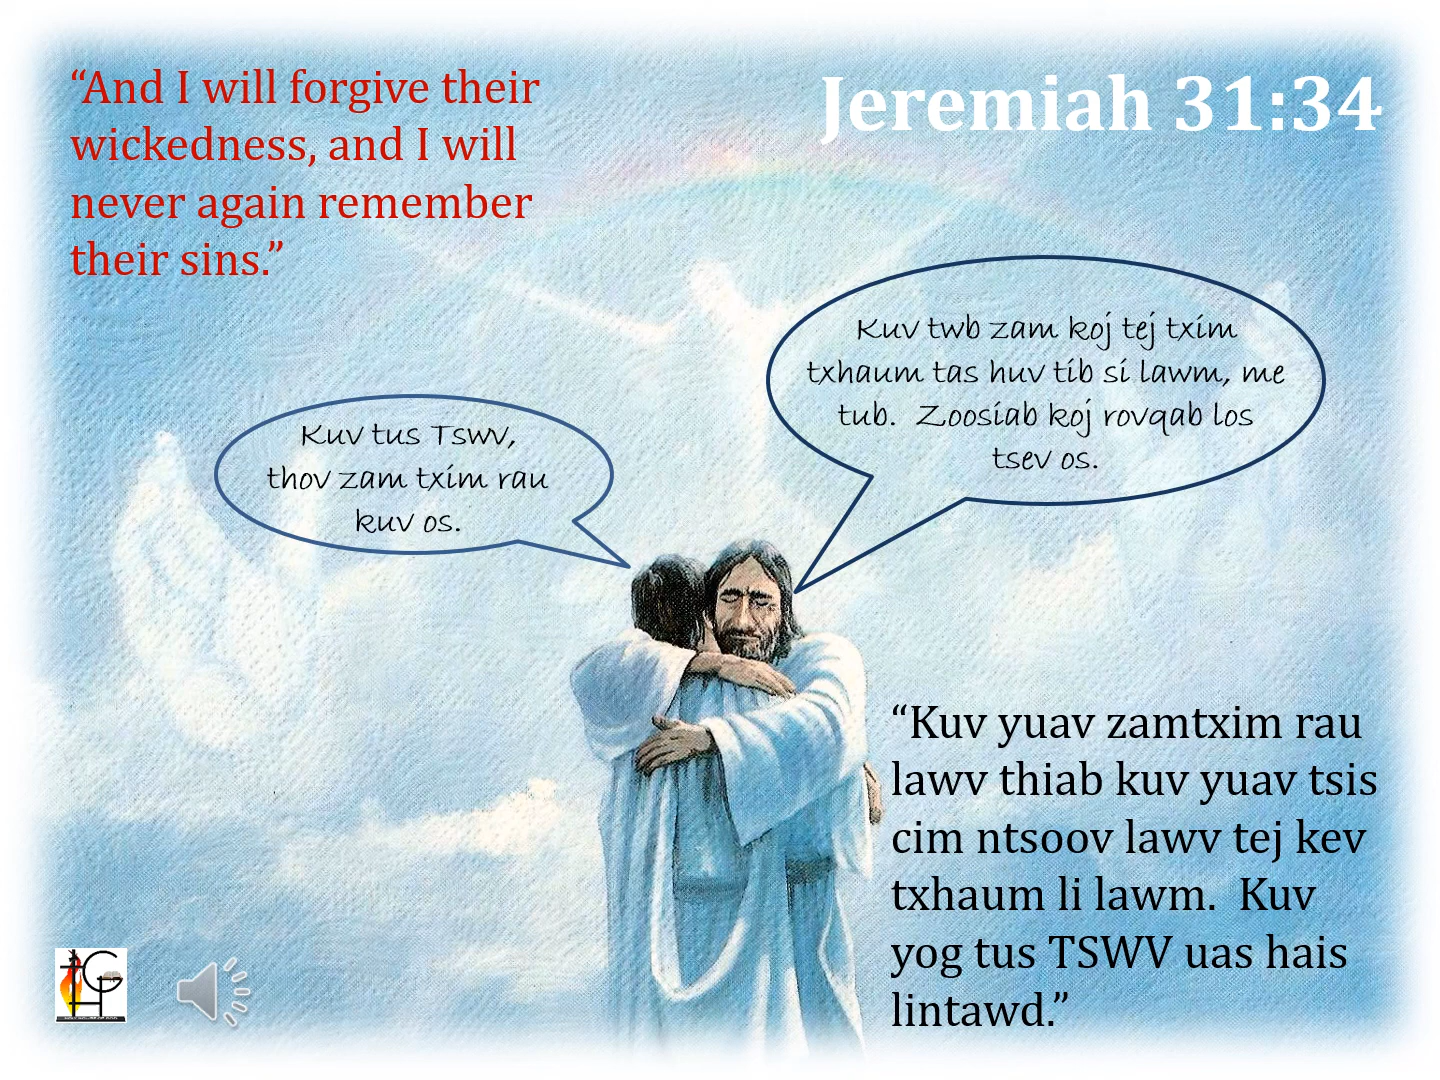 “And I will forgive their
wickedness, and I will
never again remember
their sins.”
Jeremiah 31:34
Kuv twb zam koj tej txim
txhaum tas huv tib si lawm, me
tub.  Zoosiab koj rovqab los
tsev os.
Kuv tus Tswv,
thov zam txim rau
kuv os.
“Kuv yuav zamtxim rau
lawv thiab kuv yuav tsis
cim ntsoov lawv tej kev
txhaum li lawm.  Kuv
yog tus TSWV uas hais
lintawd.”